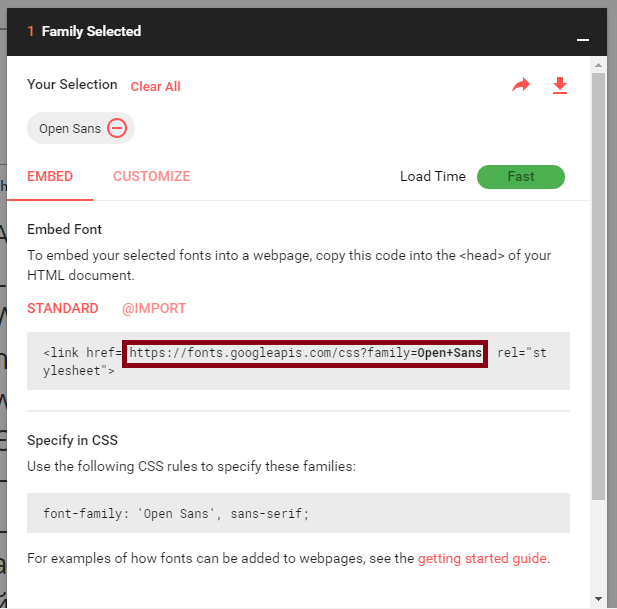 1 Family Selected
Your Selection Clear All
Open Sans
EMBED CUSTOMIZE Load Time Fast
Embed Font
To embed your selected fonts into a webpage, copy this code into the <head> of your
HTML document.
STANDARD @IMPORT
<link href= https://fonts.googleapis.com/css?family=Open+Sans rel="st
ylesheet">
Specify in CSS
Use the following CSS rules to specify these families:
font-family: 'Open Sans', sans-serif;
For examples of how fonts can be added to webpages, see the getting started guide.